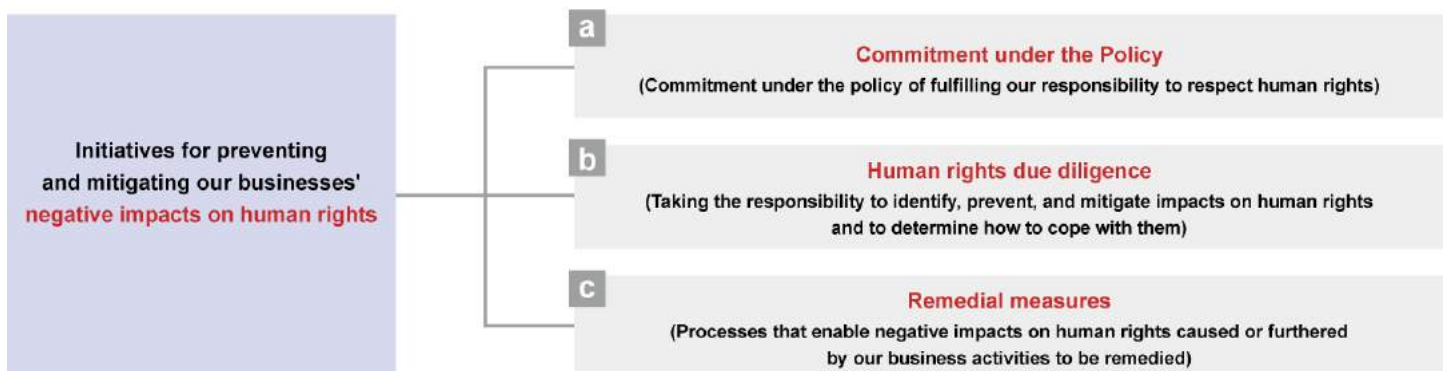 Initiatives for preventing
and mitigating our businesses'
negative impacts on human rights
a
Commitment under the Policy
(Commitment under the policy of fulfilling our responsibility to respect human rights)
b
Human rights due diligence
(Taking the responsibility to identify, prevent, and mitigate impacts on human rights
and to determine how to cope with them)
c
Remedial measures
(Processes that enable negative impacts on human rights caused or furthered
by our business activities to be remedied)